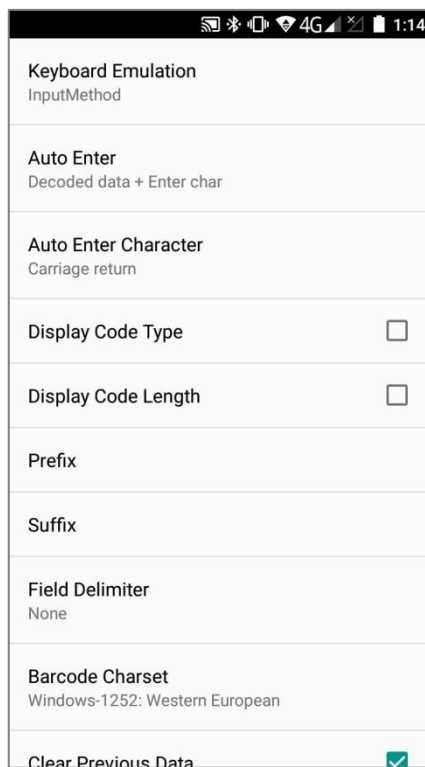 4G 1:14
Keyboard Emulation
InputMethod
Auto Enter
Decoded data + Enter char
Auto Enter Character
Carriage return
Display Code Type
Display Code Length
Prefix
Suffix
Field Delimiter
None
Barcode Charset
Windows-1252: Western European
Clear Previous Data